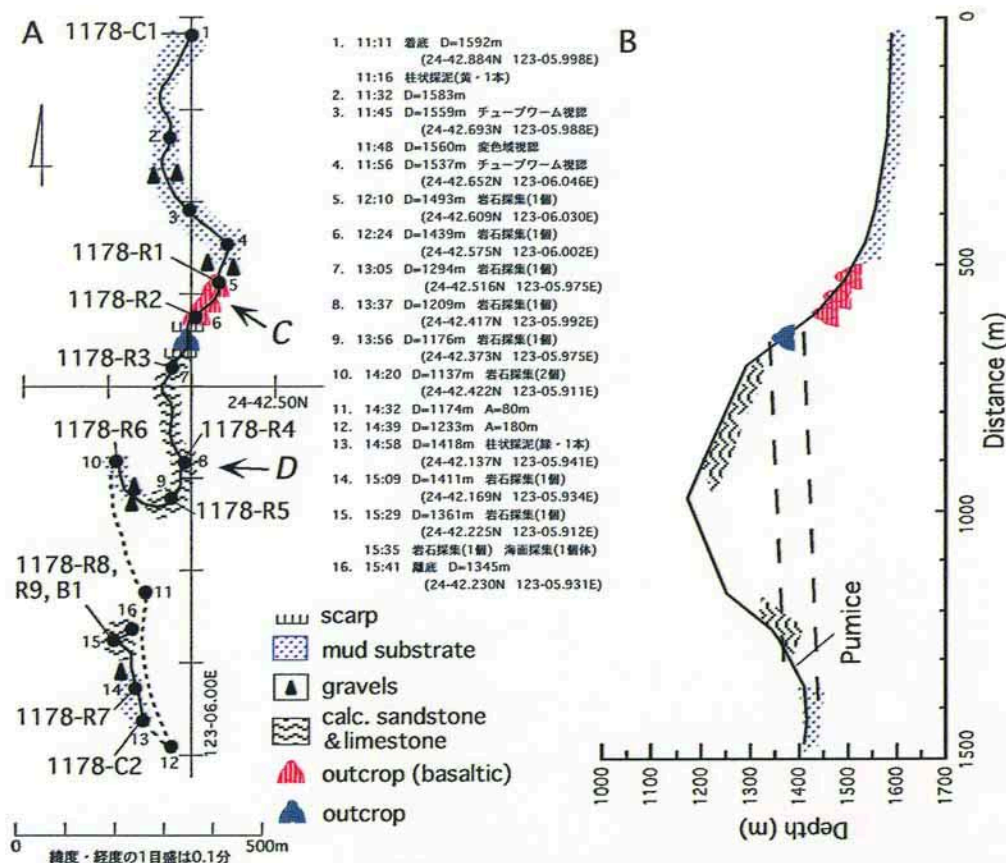 A
1178-C1
1
2
3
4
1178-R1
5
1178-R2
6
C
1178-R3
7
24-42.50N
1178-R6
1178-R4
10
8
D
9
1178-R5
1178-R8,
R9, B1
11
16
15
14
1178-R7
13
12
1178-C2
123-06.00E
0
500m
緯度・経度の1目盛は0.1分
1. 11:11 着底 D=1592m
(24-42.884N 123-05.998E)
11:16 柱状採泥(黄・1本)
2. 11:32 D=1583m
3. 11:45 D=1559m チューブワーム視認
(24-42.693N 123-05.988E)
11:48 D=1560m 変色域視認
4. 11:56 D=1537m チューブワーム視認
(24-42.652N 123-06.046E)
5. 12:10 D=1493m 岩石採集(1個)
(24-42.609N 123-06.030E)
6. 12:24 D=1439m 岩石採集(1個)
(24-42.575N 123-06.002E)
7. 13:05 D=1294m 岩石採集(1個)
(24-42.516N 123-05.975E)
8. 13:37 D=1209m 岩石採集(1個)
(24-42.417N 123-05.992E)
9. 13:56 D=1176m 岩石採集(1個)
(24-42.373N 123-05.975E)
10. 14:20 D=1137m 岩石採集(2個)
(24-42.422N 123-05.911E)
11. 14:32 D=1174m A=80m
12. 14:39 D=1233m A=180m
13. 14:58 D=1418m 柱状採泥(緑・1本)
(24-42.137N 123-05.941E)
14. 15:09 D=1411m 岩石採集(1個)
(24-42.169N 123-05.934E)
15. 15:29 D=1361m 岩石採集(1個)
(24-42.225N 123-05.912E)
15:35 岩石採集(1個) 海面採集(1個体)
16. 15:41 離底 D=1345m
(24-42.230N 123-05.931E)
scarp
mud substrate
gravels
calc. sandstone
& limestone
outcrop (basaltic)
outcrop
B
0
500
1000
1500
Distance (m)
Pumice
1000
1100
1200
1300
1400
1500
1600
1700
Depth (m)